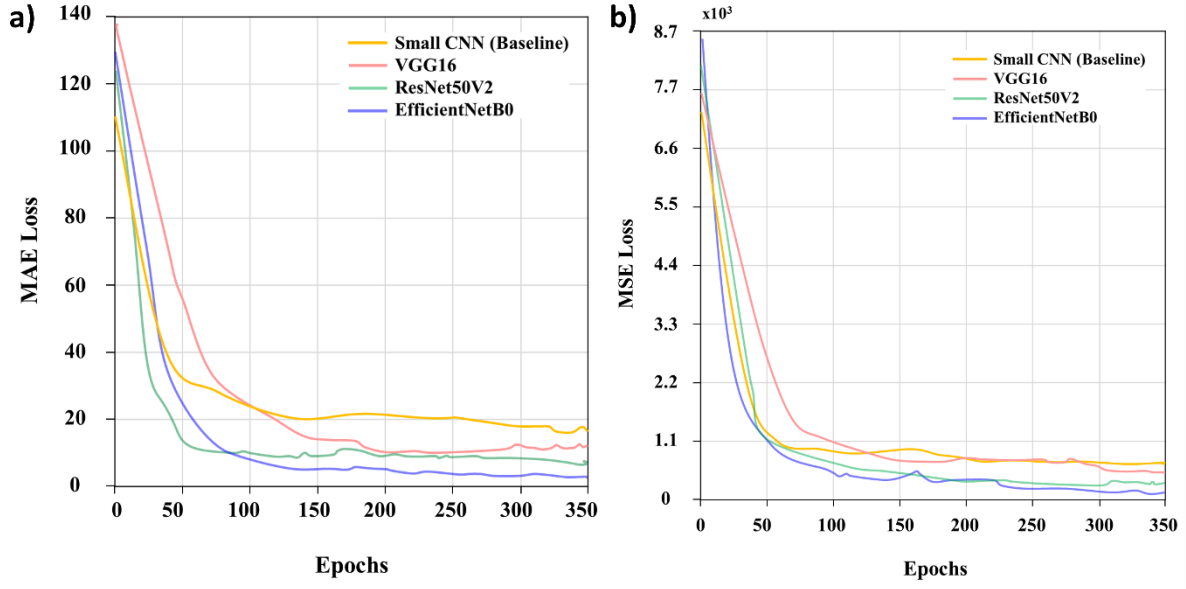 a)
140
120
100
80
60
40
20
0
MAE Loss
Small CNN (Baseline)
VGG16
ResNet50V2
EfficientNetB0
0 50 100 150 200 250 300 350
Epochs
b)
x10³
8.7
7.7
6.6
5.5
4.4
3.3
2.2
1.1
0
MSE Loss
Small CNN (Baseline)
VGG16
ResNet50V2
EfficientNetB0
0 50 100 150 200 250 300 350
Epochs